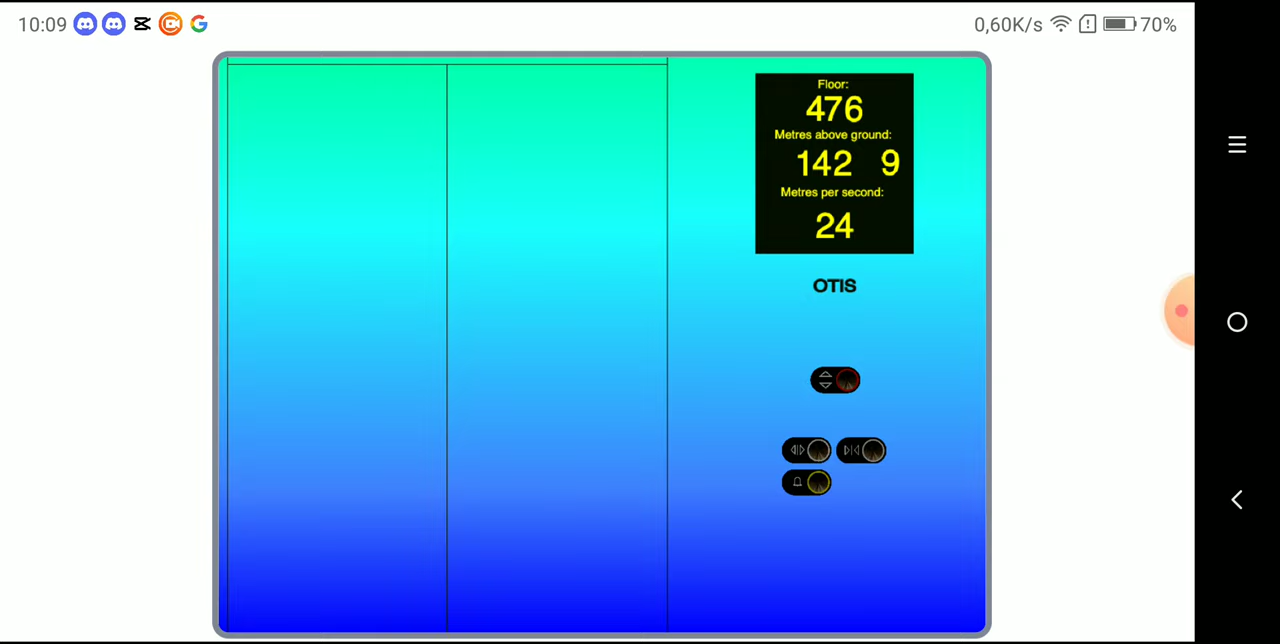 10:09
0,60K/s 70%
Floor:
476
Metres above ground:
142 9
Metres per second:
24
OTIS